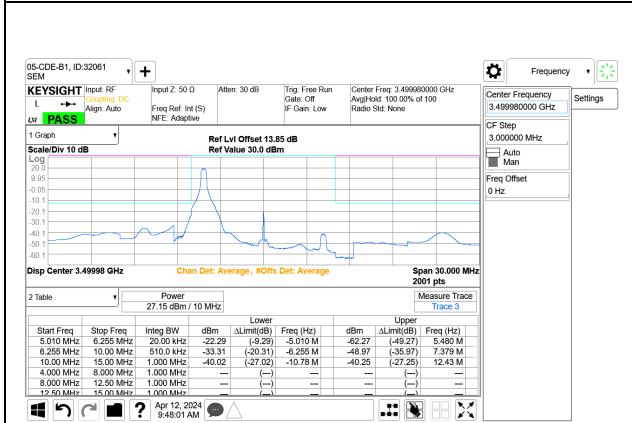 05-CDE-B1, ID:32061
SEM
+
Frequency
KEYSIGHT
L
LXI
PASS
Input: RF
Coupling: DC
Align: Auto
Input Z: 50 Ω
Freq Ref: Int (S)
NFE: Adaptive
Atten: 30 dB
Trig: Free Run
Gate: Off
IF Gain: Low
Center Freq: 3.499980000 GHz
Avg|Hold: 100.00% of 100
Radio Std: None
Center Frequency
3.499980000 GHz
Settings
CF Step
3.000000 MHz
Auto
Man
Freq Offset
0 Hz
1 Graph
Scale/Div 10 dB
Ref Lvl Offset 13.85 dB
Ref Value 30.0 dBm
Log
20.0
9.95
-0.05
-10.1
-20.1
-30.1
-40.1
-50.1
-60.1
Disp Center 3.49998 GHz
Chan Det: Average , #Offs Det: Average
Span 30.000 MHz
2001 pts
2 Table
Power
27.15 dBm / 10 MHz
Measure Trace
Trace 3
Lower Upper
Start Freq Stop Freq Integ BW dBm ΔLimit(dB) Freq (Hz) dBm ΔLimit(dB) Freq (Hz)
5.010 MHz 6.255 MHz 20.00 kHz -22.29 (-9.29) -5.010 M -62.27 (-49.27) 5.480 M
6.255 MHz 10.00 MHz 510.0 kHz -33.31 (-20.31) -6.255 M -48.97 (-35.97) 7.379 M
10.00 MHz 15.00 MHz 1.000 MHz -40.02 (-27.02) -10.78 M -40.25 (-27.25) 12.43 M
4.000 MHz 8.000 MHz 1.000 MHz --- (---) --- --- (---) ---
8.000 MHz 12.50 MHz 1.000 MHz --- (---) --- --- (---) ---
12.50 MHz 15.00 MHz 1.000 MHz --- (---) --- --- (---) ---
?
Apr 12, 2024
9:48:01 AM